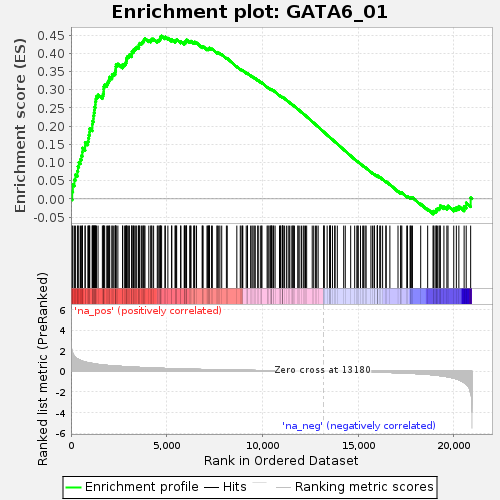 Enrichment plot: GATA6_01
Enrichment score (ES)
0.45
0.40
0.35
0.30
0.25
0.20
0.15
0.10
0.05
0.00
-0.05
'na_pos' (positively correlated)
Ranked list metric (PreRanked)
6
4
2
0
-2
-4
-6
Zero cross at 13180
'na_neg' (negatively correlated)
0
5,000
10,000
15,000
20,000
Rank in Ordered Dataset
Enrichment profile
Hits
Ranking metric scores